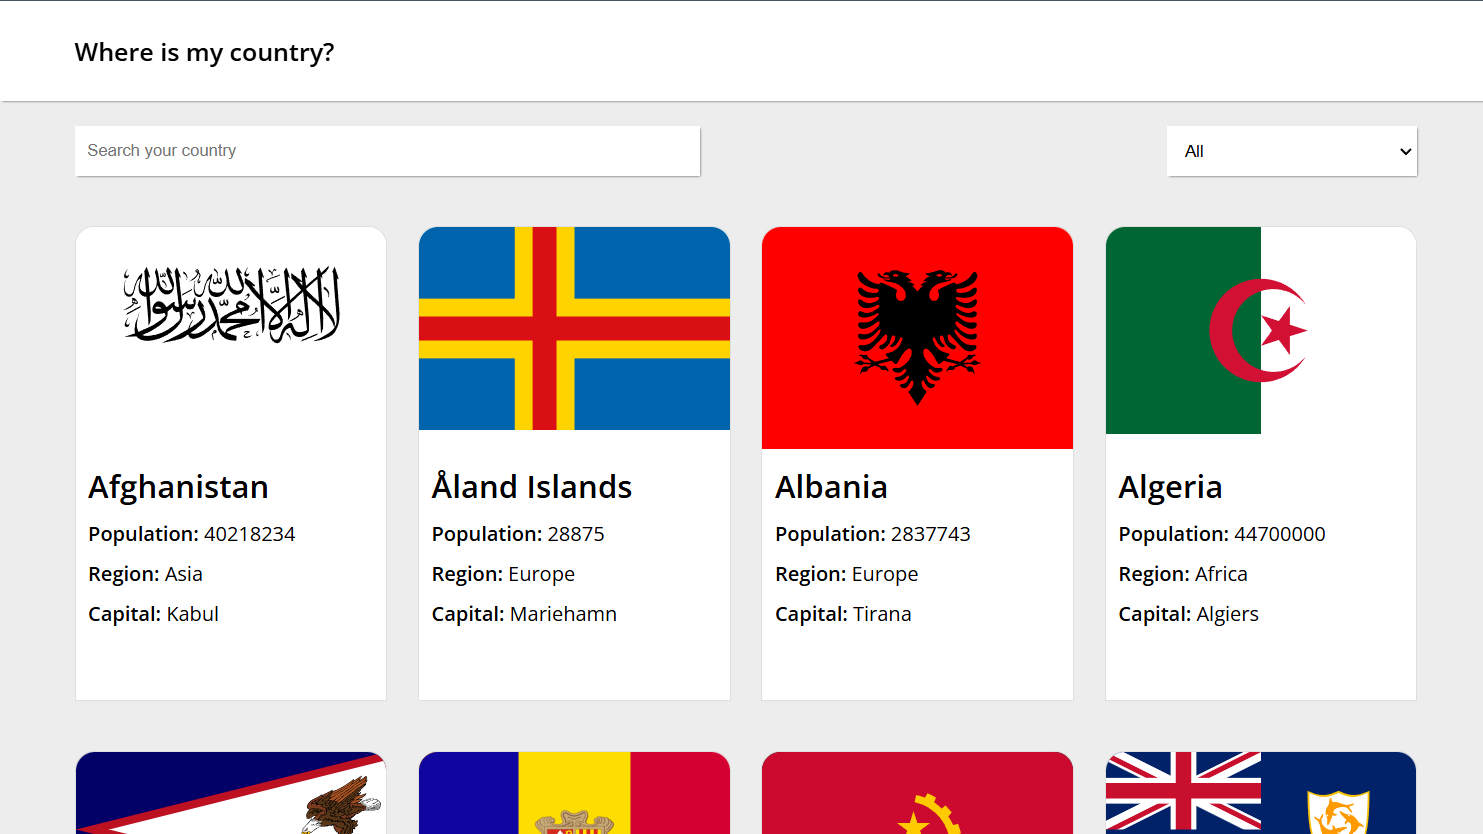 Where is my country?
Search your country
All
لا إله إلا الله محمد رسول الله
Afghanistan
Population: 40218234
Region: Asia
Capital: Kabul
Åland Islands
Population: 28875
Region: Europe
Capital: Mariehamn
Albania
Population: 2837743
Region: Europe
Capital: Tirana
Algeria
Population: 44700000
Region: Africa
Capital: Algiers